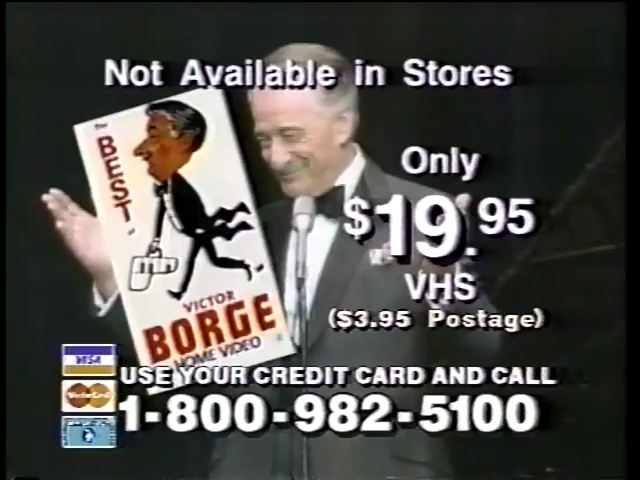 Not Available in Stores
The
BEST
of
VICTOR
BORGE
HOME VIDEO
Only
$19.95
VHS
($3.95 Postage)
VISA
MasterCard
USE YOUR CREDIT CARD AND CALL
1-800-982-5100